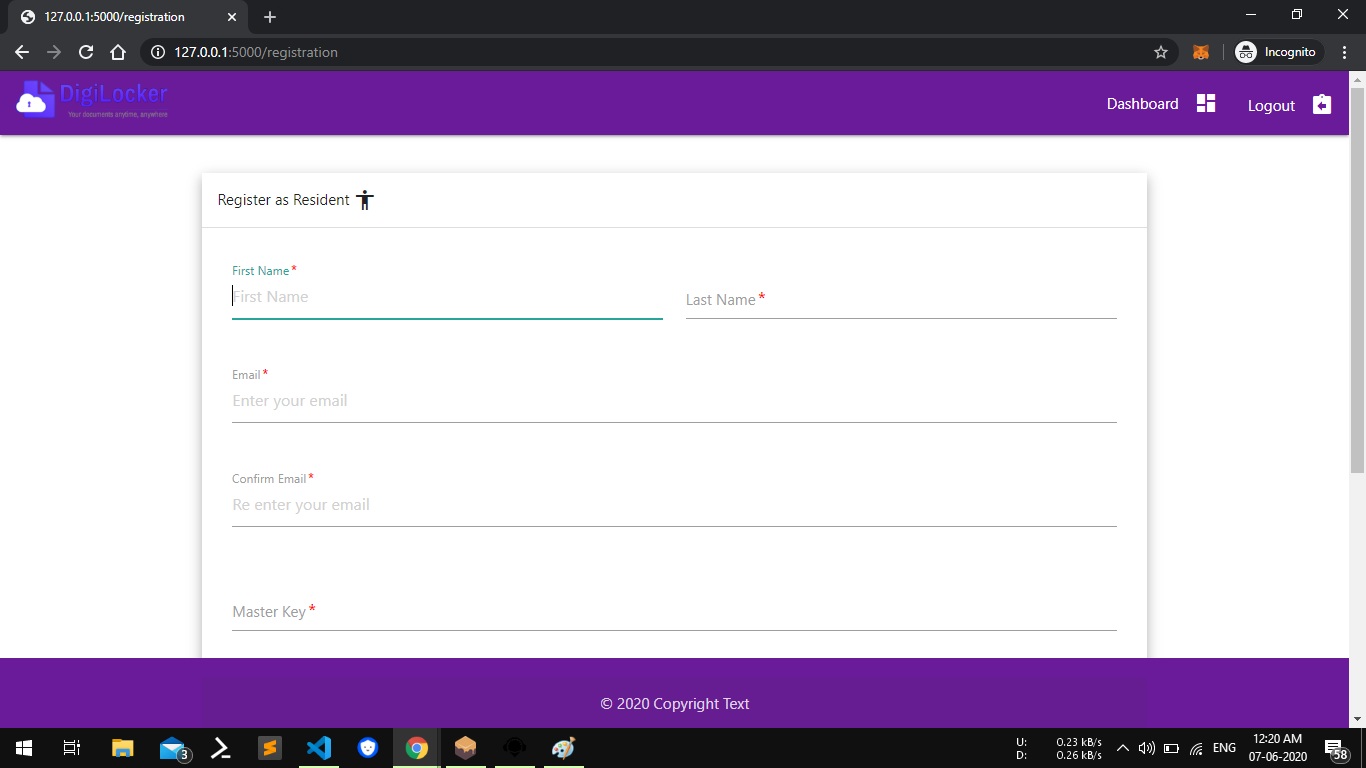 127.0.0.1:5000/registration
127.0.0.1:5000/registration
Incognito
DigiLocker
Your documents anytime, anywhere
Dashboard
Logout
Register as Resident
First Name*
First Name
Last Name*
Email*
Enter your email
Confirm Email*
Re enter your email
Master Key*
© 2020 Copyright Text
3
U: 0.23 kB/s
D: 0.26 kB/s
ENG
12:20 AM
07-06-2020
58